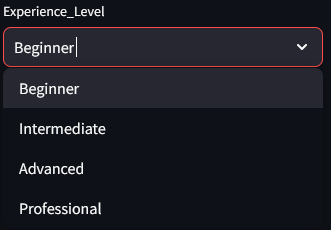 Experience_Level
Beginner
Beginner
Intermediate
Advanced
Professional